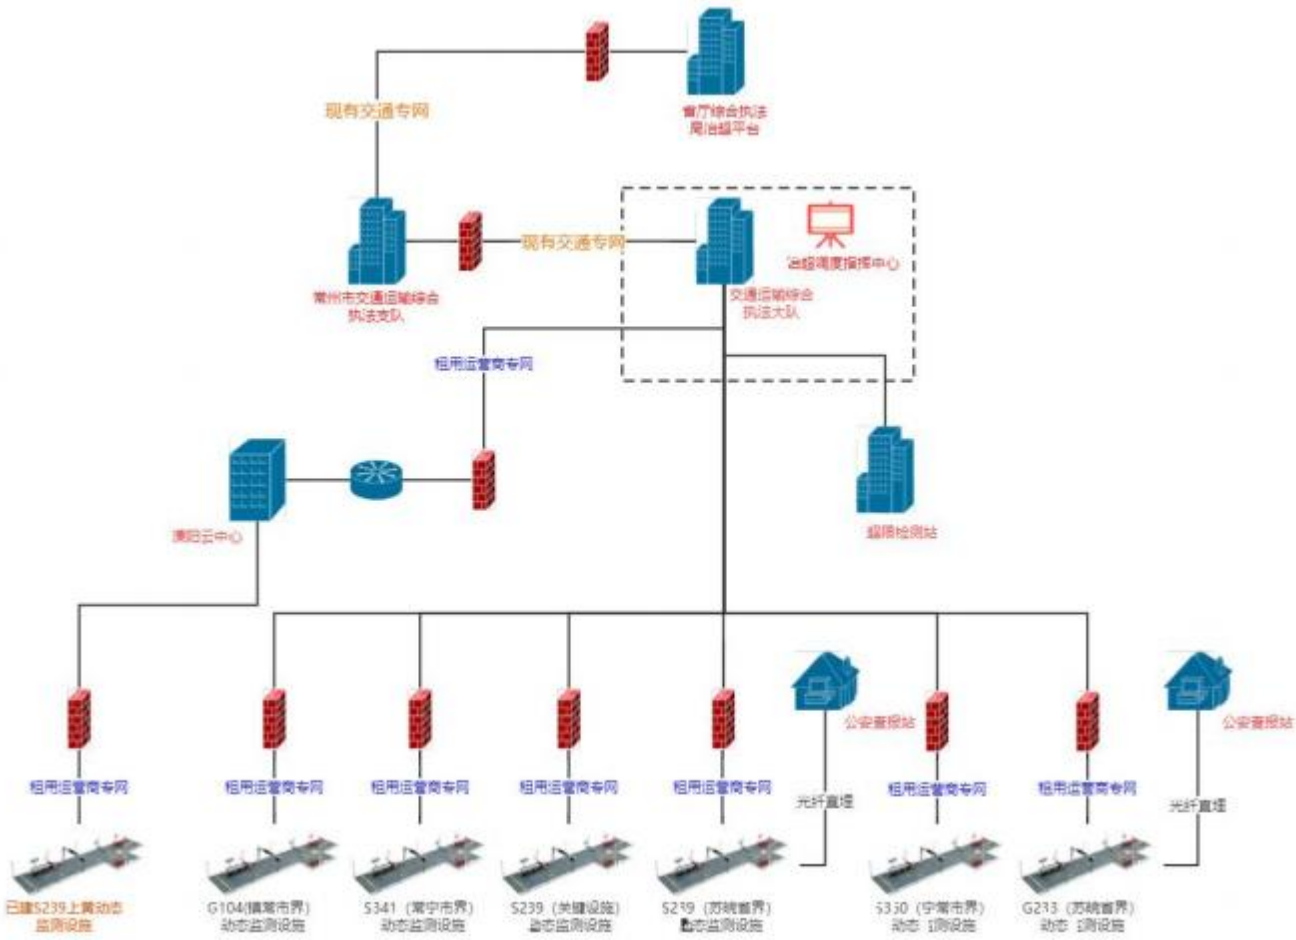 现有交通专网
省厅综合执法
局治超平台
现有交通专网
治超调度指挥中心
常州市交通运输综合
执法支队
交通运输综合
执法大队
租用运营商专网
溧阳云中心
超限检测站
公安查报站
公安查报站
租用运营商专网
租用运营商专网
租用运营商专网
租用运营商专网
租用运营商专网
租用运营商专网
租用运营商专网
光纤直埋
光纤直埋
已建S239上黄动态
监测设施
G104(镇常市界)
动态监测设施
S341（常宁市界）
动态监测设施
S239（关键设施）
动态监测设施
S239（苏皖省界）
动态监测设施
S330（宁常市界）
动态监测设施
G233（苏皖省界）
动态监测设施